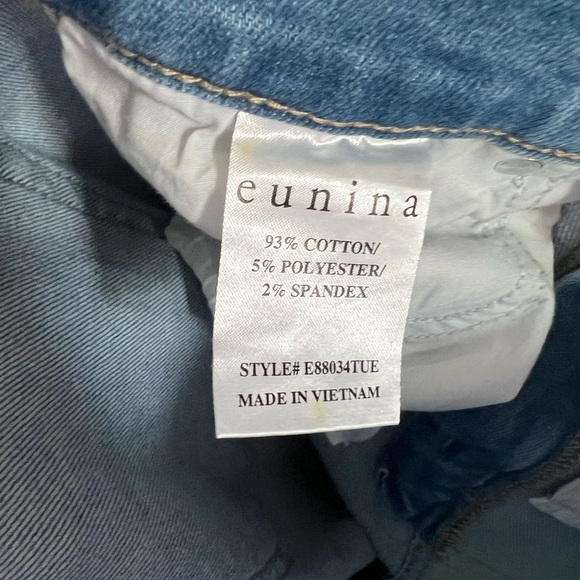 eunina
93% COTTON/
5% POLYESTER/
2% SPANDEX
STYLE# E88034TUE
MADE IN VIETNAM